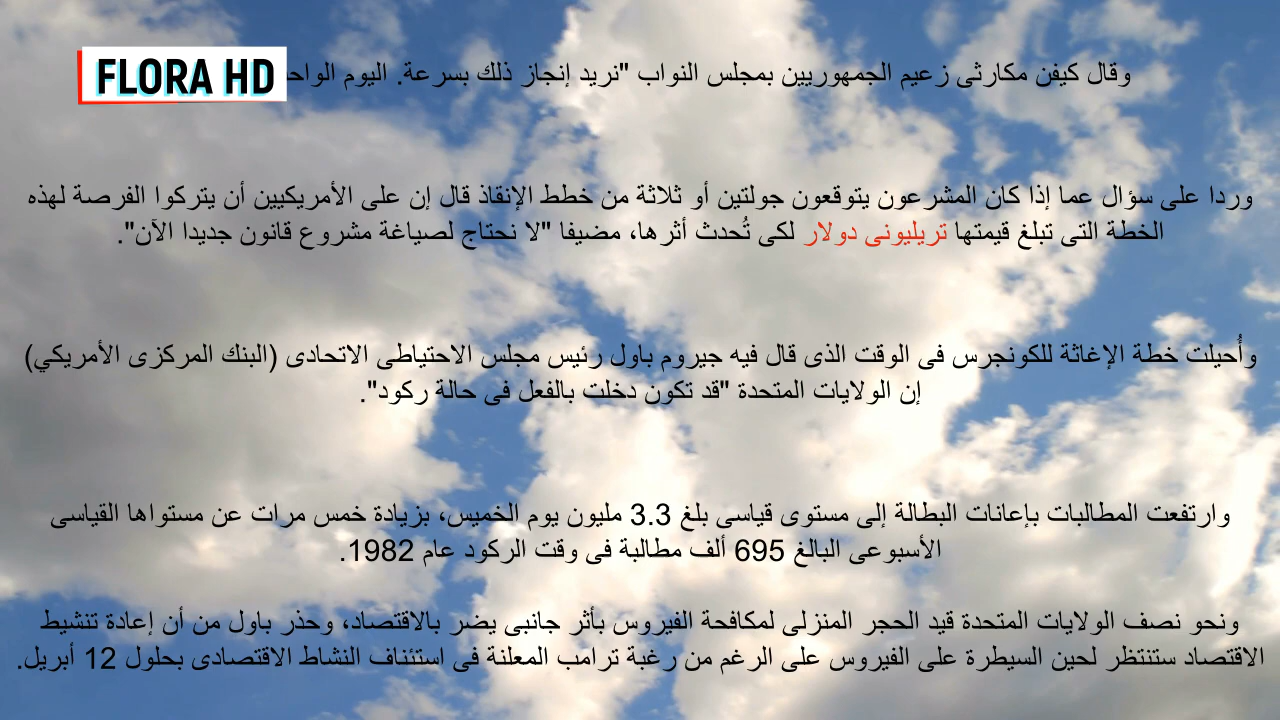 FLORA HD
وقال كيفن مكارثى زعيم الجمهوريين بمجلس النواب "نريد إنجاز ذلك بسرعة. اليوم
وردا على سؤال عما إذا كان المشرعون يتوقعون جولتين أو ثلاثة من خطط الإنقاذ قال إن على الأمريكيين أن يتركوا الفرصة لهذه
الخطة التى تبلغ قيمتها تريليونى دولار لكى تُحدث أثرها، مضيفا "لا نحتاج لصياغة مشروع قانون جديدا الآن".
وأُحيلت خطة الإغاثة للكونجرس فى الوقت الذى قال فيه جيروم باول رئيس مجلس الاحتياطى الاتحادى (البنك المركزى الأمريكي)
إن الولايات المتحدة "قد تكون دخلت بالفعل فى حالة ركود".
وارتفعت المطالبات بإعانات البطالة إلى مستوى قياسى بلغ 3.3 مليون يوم الخميس، بزيادة خمس مرات عن مستواها القياسى
الأسبوعى البالغ 695 ألف مطالبة فى وقت الركود عام 1982.
ونحو نصف الولايات المتحدة قيد الحجر المنزلى لمكافحة الفيروس بأثر جانبى يضر بالاقتصاد، وحذر باول من أن إعادة تنشيط
الاقتصاد ستنتظر لحين السيطرة على الفيروس على الرغم من رغبة ترامب المعلنة فى استئناف النشاط الاقتصادى بحلول 12 أبريل.